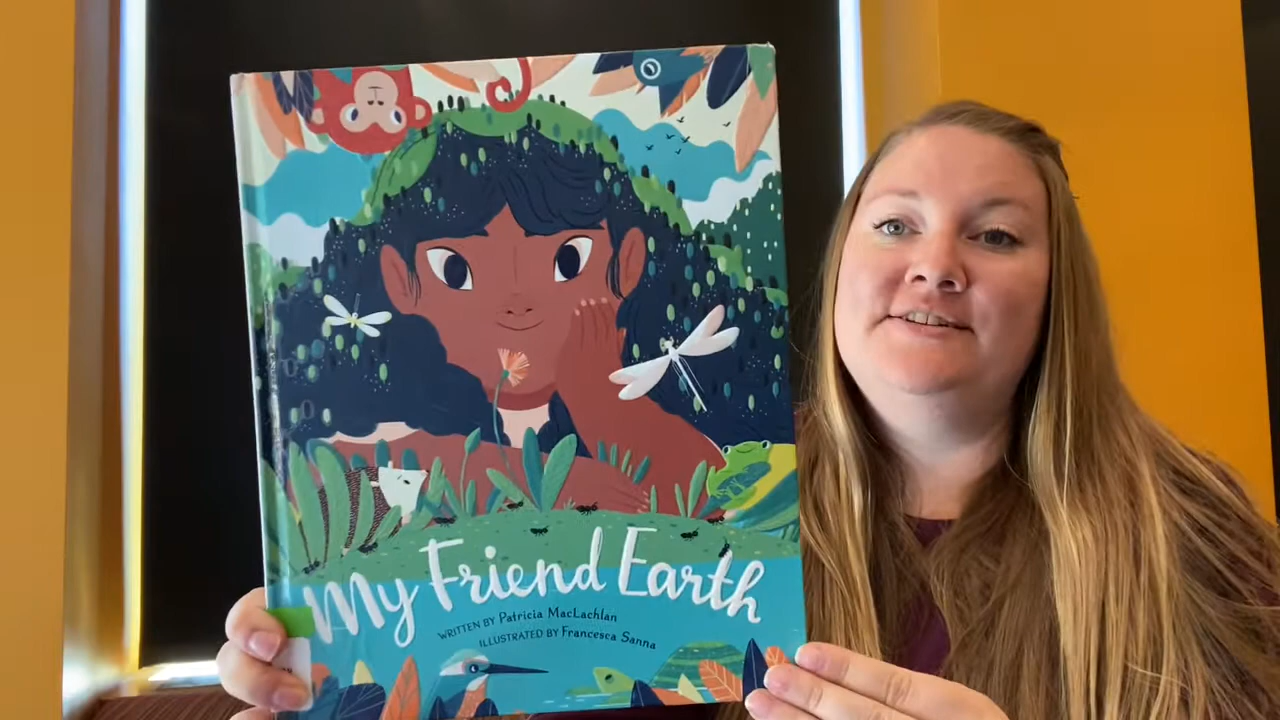 My Friend Earth
WRITTEN BY Patricia MacLachlan
ILLUSTRATED BY Francesca Sanna